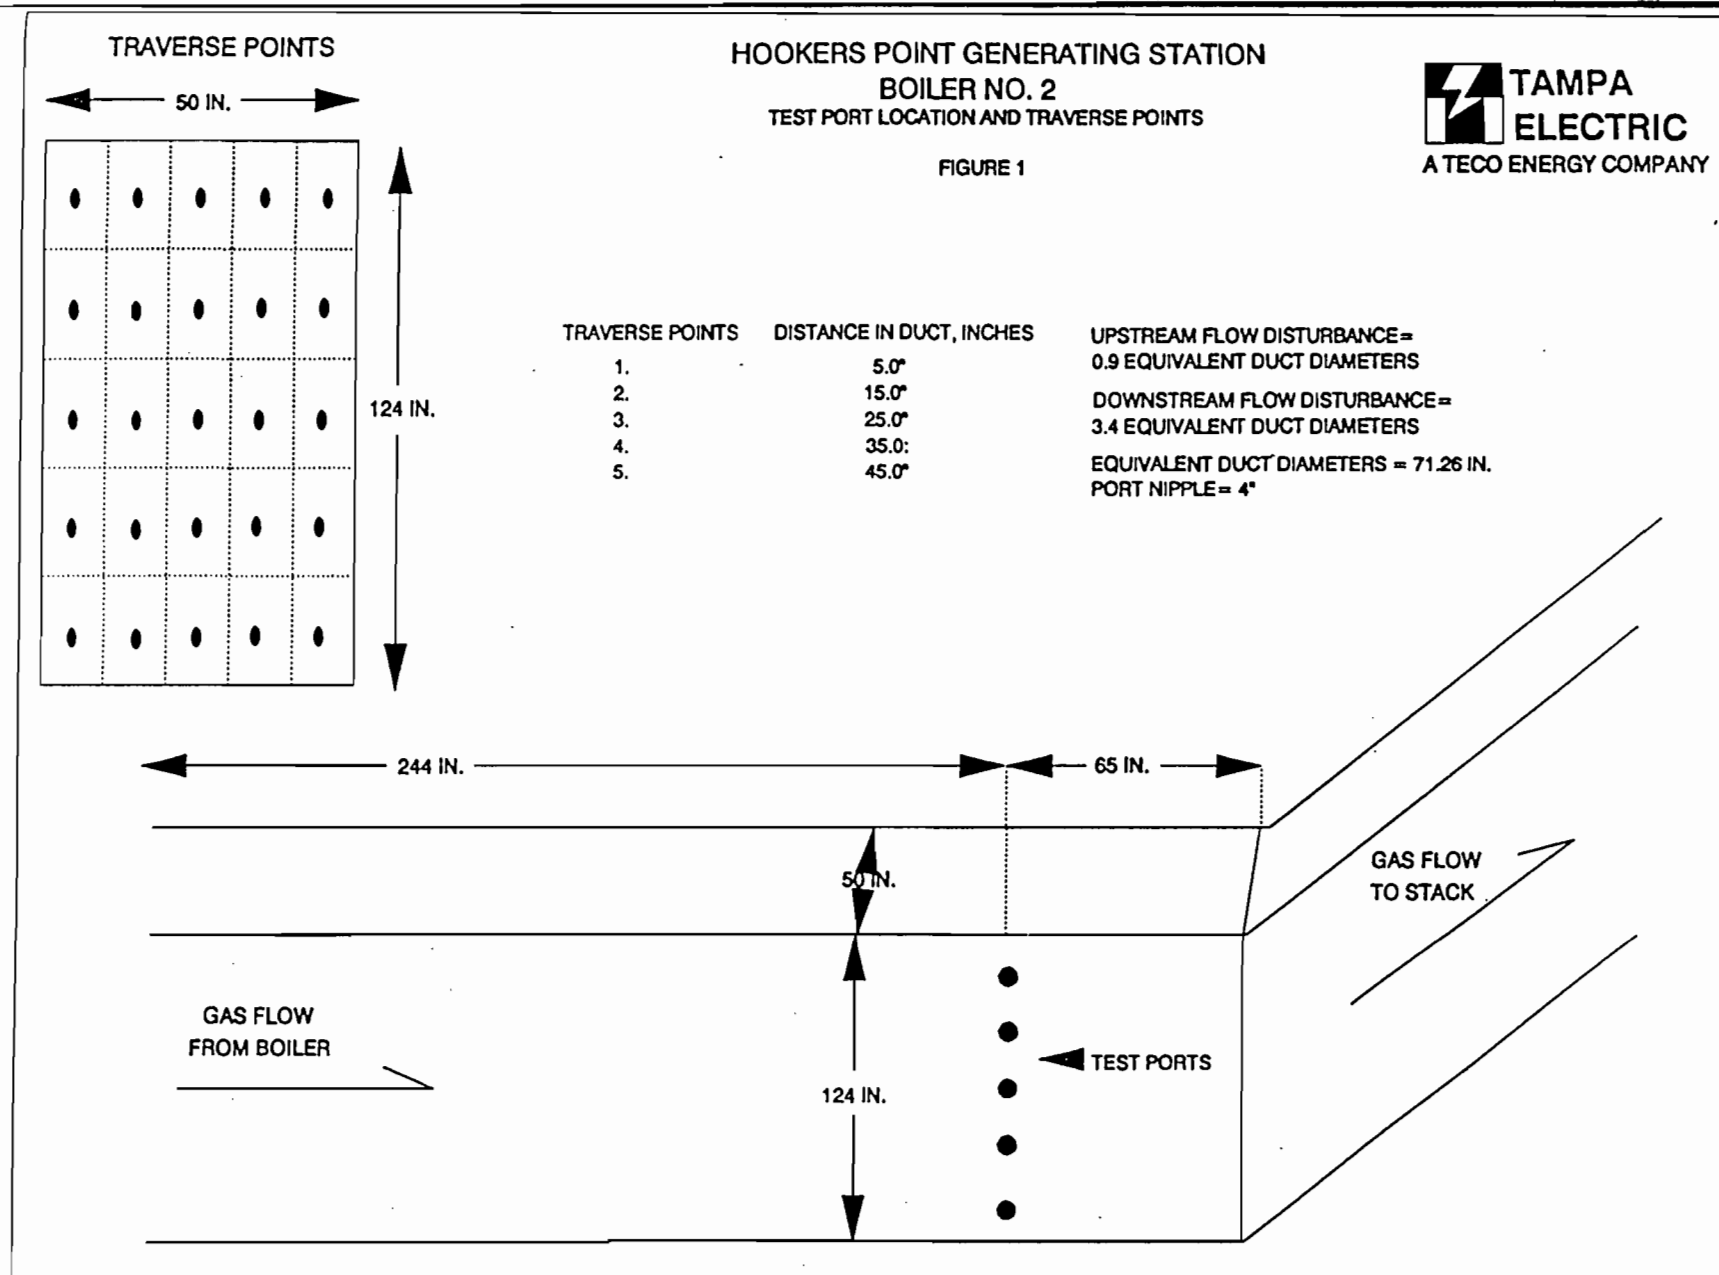 TRAVERSE POINTS
50 IN.
124 IN.
HOOKERS POINT GENERATING STATION
BOILER NO. 2
TEST PORT LOCATION AND TRAVERSE POINTS
FIGURE 1
TAMPA
ELECTRIC
A TECO ENERGY COMPANY
TRAVERSE POINTS DISTANCE IN DUCT, INCHES
1. 5.0"
2. 15.0"
3. 25.0"
4. 35.0:
5. 45.0"
UPSTREAM FLOW DISTURBANCE=
0.9 EQUIVALENT DUCT DIAMETERS
DOWNSTREAM FLOW DISTURBANCE=
3.4 EQUIVALENT DUCT DIAMETERS
EQUIVALENT DUCT DIAMETERS = 71.26 IN.
PORT NIPPLE= 4"
244 IN.
65 IN.
50 IN.
GAS FLOW
TO STACK
GAS FLOW
FROM BOILER
TEST PORTS
124 IN.